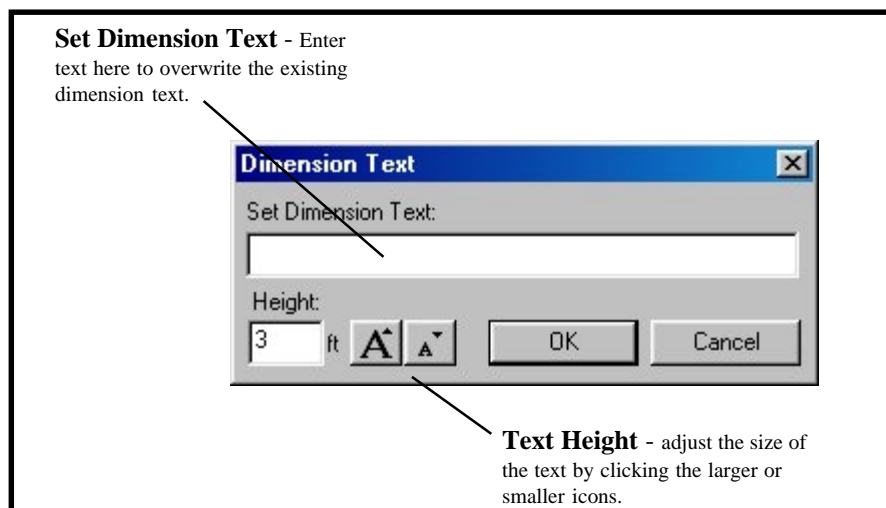 Set Dimension Text - Enter
text here to overwrite the existing
dimension text.
Dimension Text
Set Dimension Text:
Height:
3 ft A A OK Cancel
Text Height - adjust the size of
the text by clicking the larger or
smaller icons.